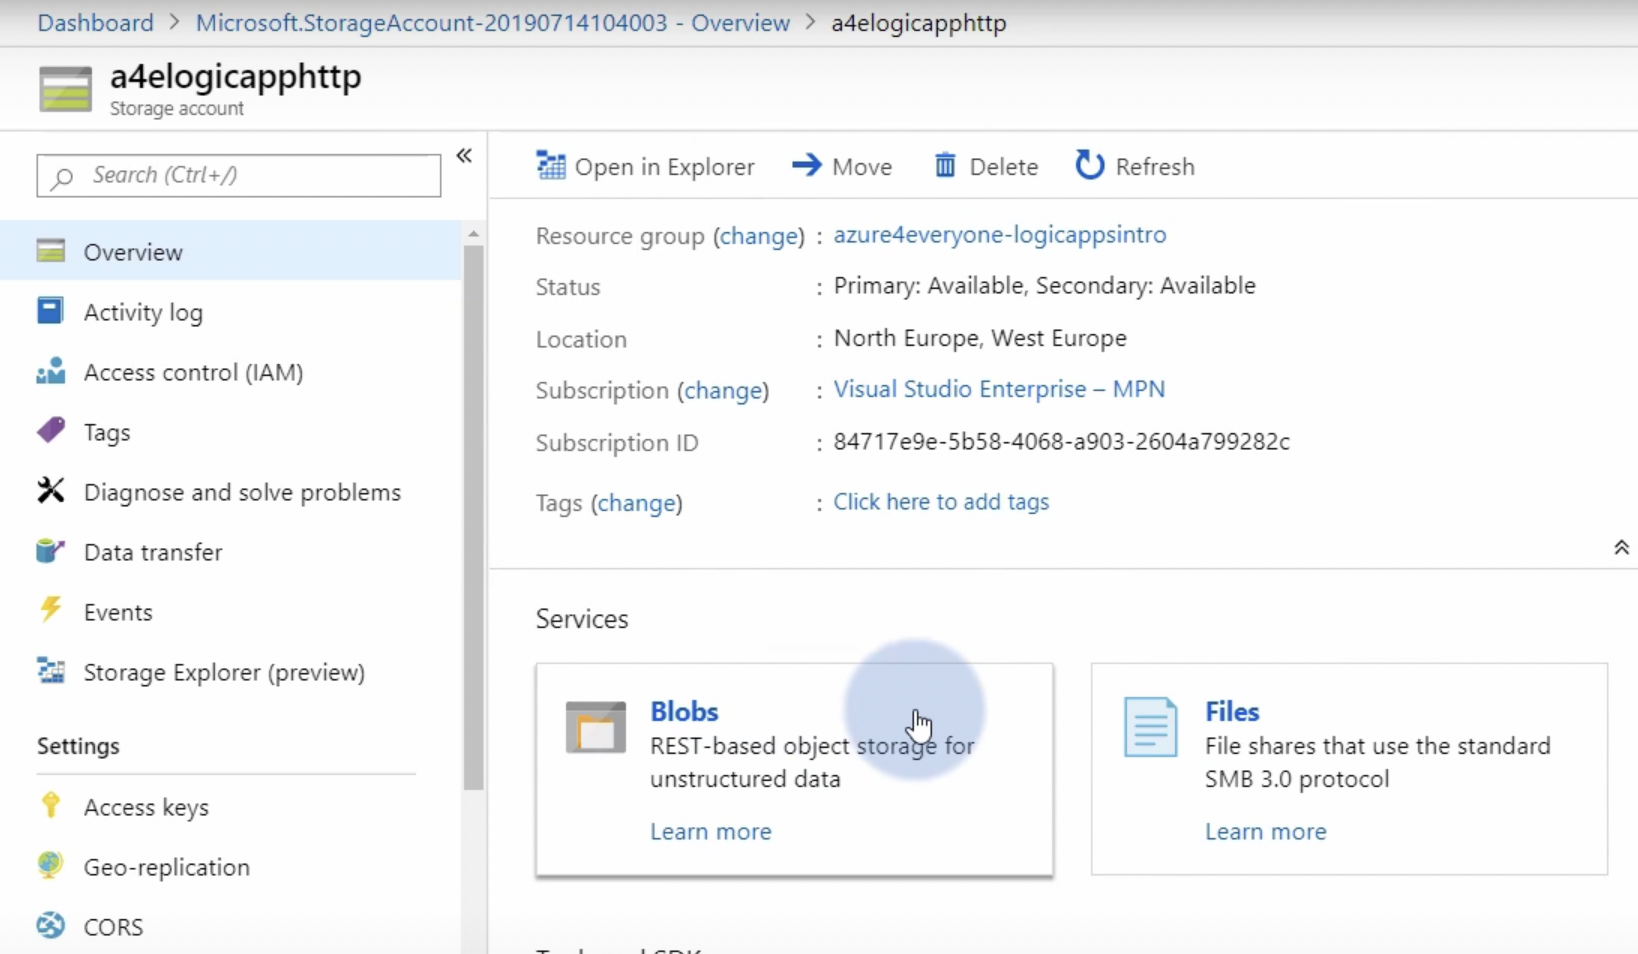 Dashboard > Microsoft.StorageAccount-20190714104003 - Overview > a4elogicapphttp
a4elogicapphttp
Storage account
Search (Ctrl+/)
«
Overview
Activity log
Access control (IAM)
Tags
Diagnose and solve problems
Data transfer
Events
Storage Explorer (preview)
Settings
Access keys
Geo-replication
CORS
Open in Explorer Move Delete Refresh
Resource group (change) : azure4everyone-logicappsintro
Status : Primary: Available, Secondary: Available
Location : North Europe, West Europe
Subscription (change) : Visual Studio Enterprise – MPN
Subscription ID : 84717e9e-5b58-4068-a903-2604a799282c
Tags (change) : Click here to add tags
Services
Blobs
REST-based object storage for
unstructured data
Learn more
Files
File shares that use the standard
SMB 3.0 protocol
Learn more